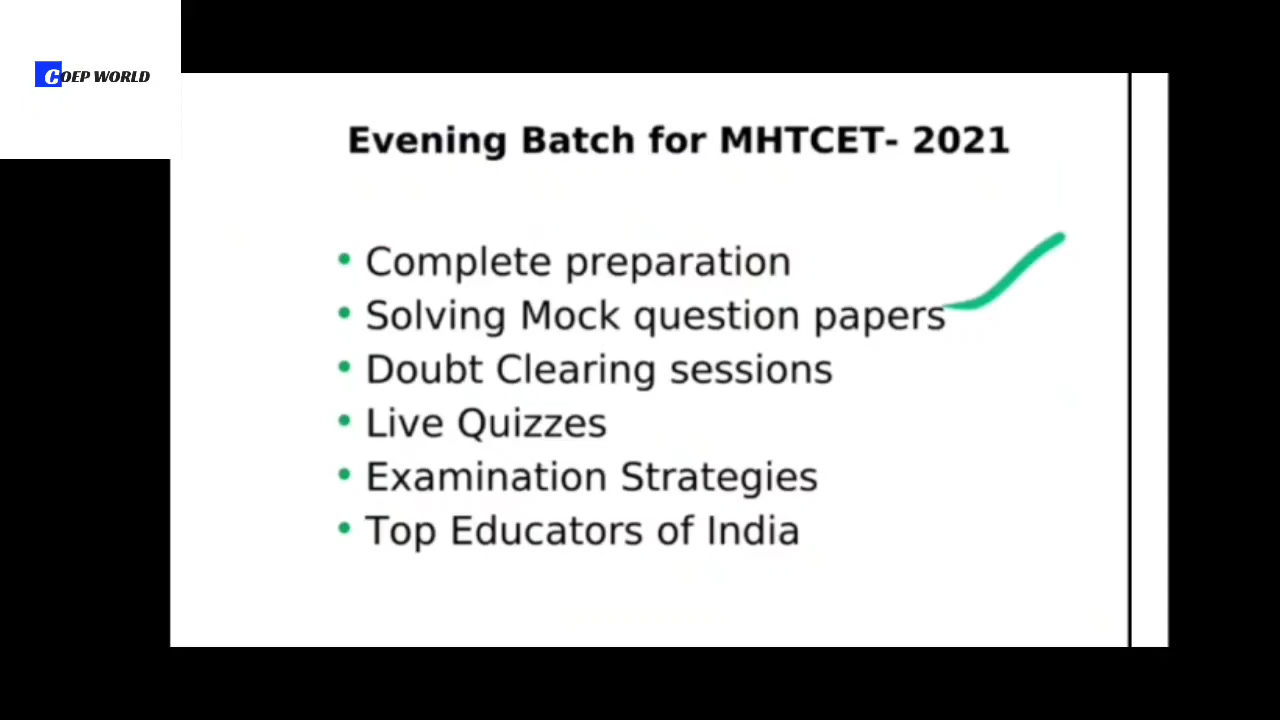 COEP WORLD
Evening Batch for MHTCET- 2021
• Complete preparation
• Solving Mock question papers
• Doubt Clearing sessions
• Live Quizzes
• Examination Strategies
• Top Educators of India